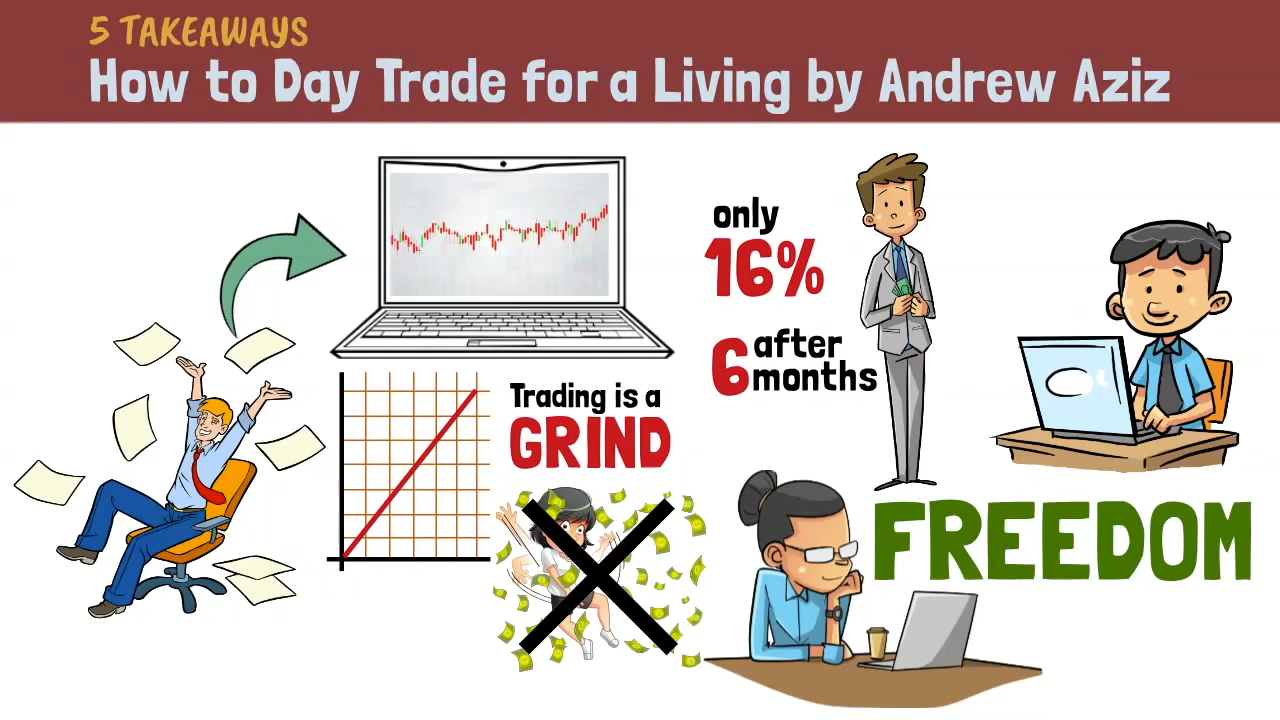 5 TAKEAWAYS
How to Day Trade for a Living by Andrew Aziz
only
16%
6 after
months
Trading is a
GRIND
FREEDOM